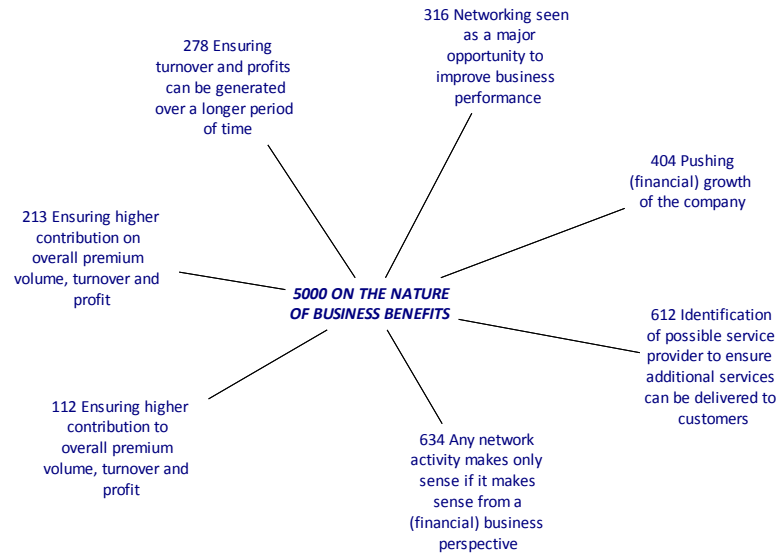 316 Networking seen
as a major
opportunity to
improve business
performance
278 Ensuring
turnover and profits
can be generated
over a longer period
of time
404 Pushing
(financial) growth
of the company
213 Ensuring higher
contribution on
overall premium
volume, turnover and
profit
5000 ON THE NATURE
OF BUSINESS BENEFITS
612 Identification
of possible service
provider to ensure
additional services
can be delivered to
customers
112 Ensuring higher
contribution to
overall premium
volume, turnover and
profit
634 Any network
activity makes only
sense if it makes
sense from a
(financial) business
perspective